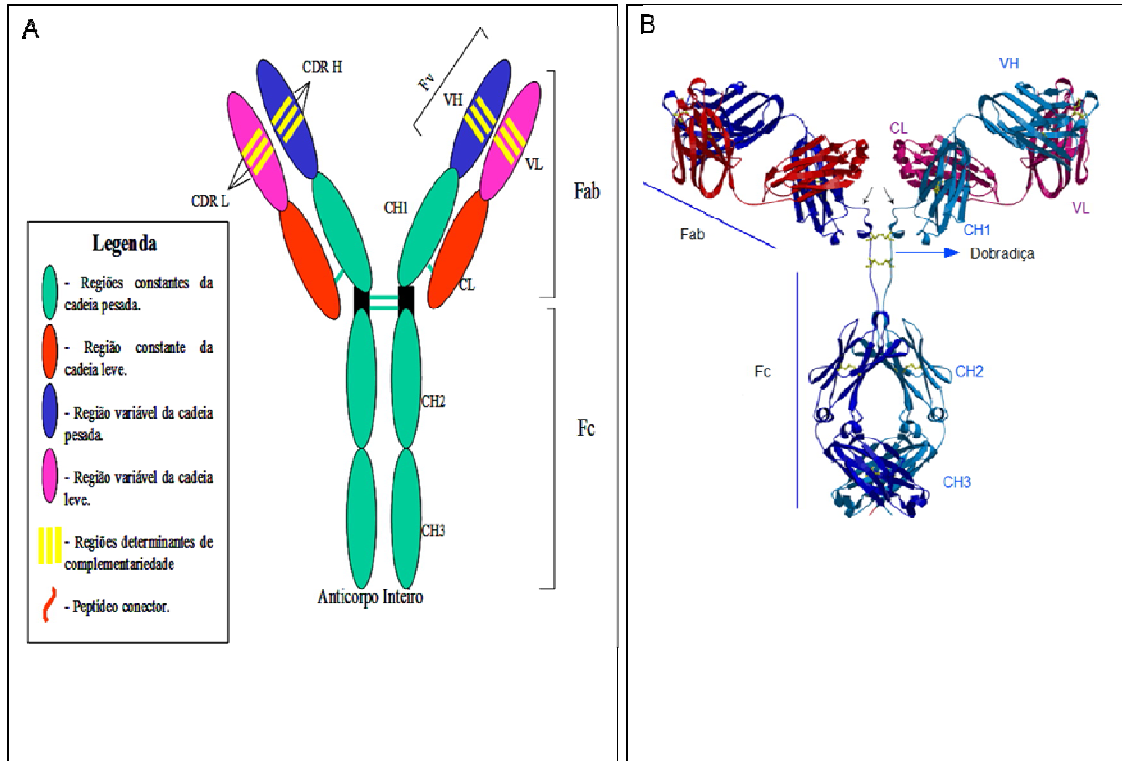 A
CDR H
Fv
VH
VL
CDR L
Fab
CH1
CL
CH2
Fc
CH3
Anticorpo Inteiro
Legenda
- Regiões constantes da
cadeia pesada.
- Região constante da
cadeia leve.
- Região variável da cadeia
pesada.
- Região variável da cadeia
leve.
- Regiões determinantes de
complementariedade
- Peptídeo conector.
B
VH
CL
VL
Fab
CH1
Dobradiça
Fc
CH2
CH3